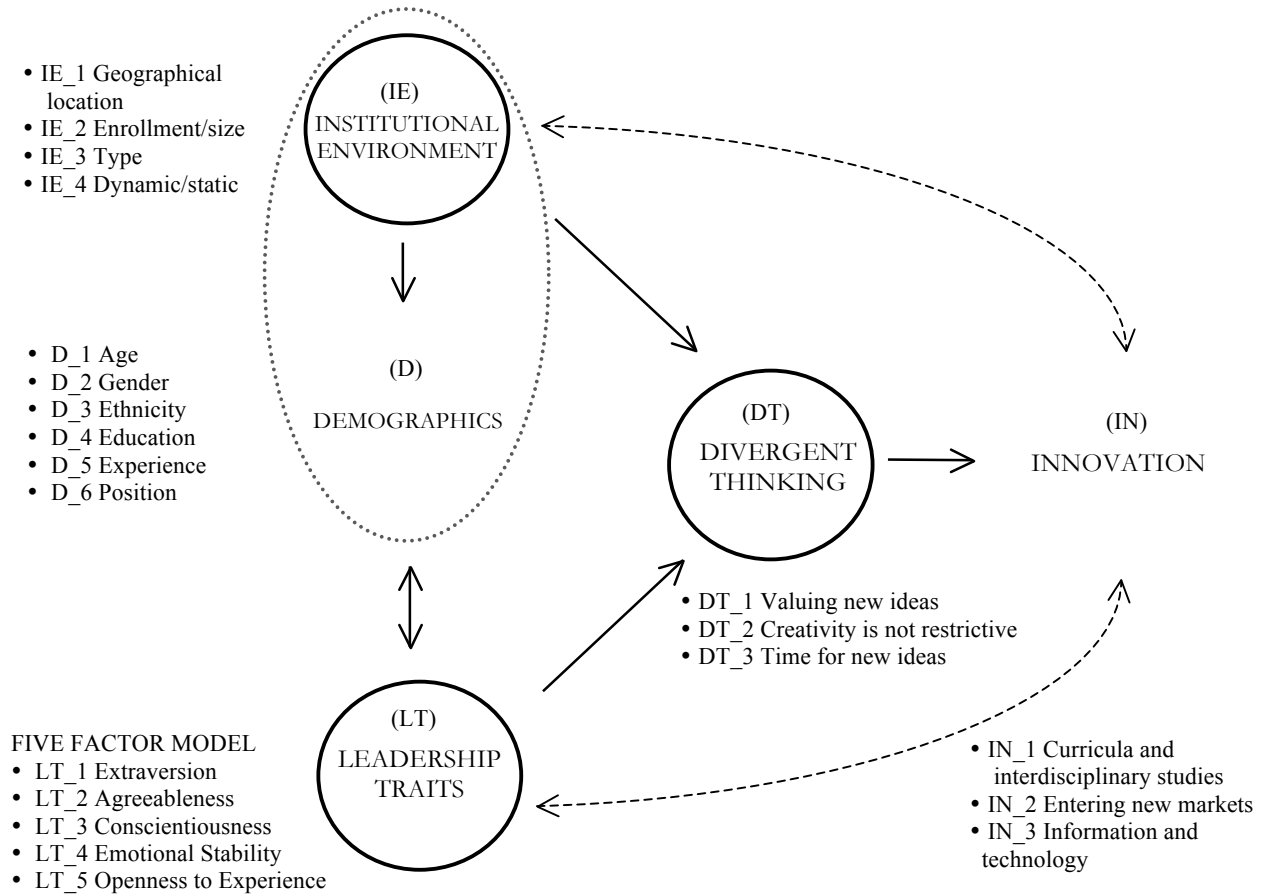 • IE_1 Geographical
location
• IE_2 Enrollment/size
• IE_3 Type
• IE_4 Dynamic/static
(IE)
INSTITUTIONAL
ENVIRONMENT
• D_1 Age
• D_2 Gender
• D_3 Ethnicity
• D_4 Education
• D_5 Experience
• D_6 Position
(D)
DEMOGRAPHICS
(DT)
DIVERGENT
THINKING
(IN)
INNOVATION
• DT_1 Valuing new ideas
• DT_2 Creativity is not restrictive
• DT_3 Time for new ideas
(LT)
LEADERSHIP
TRAITS
FIVE FACTOR MODEL
• LT_1 Extraversion
• LT_2 Agreeableness
• LT_3 Conscientiousness
• LT_4 Emotional Stability
• LT_5 Openness to Experience
• IN_1 Curricula and
interdisciplinary studies
• IN_2 Entering new markets
• IN_3 Information and
technology